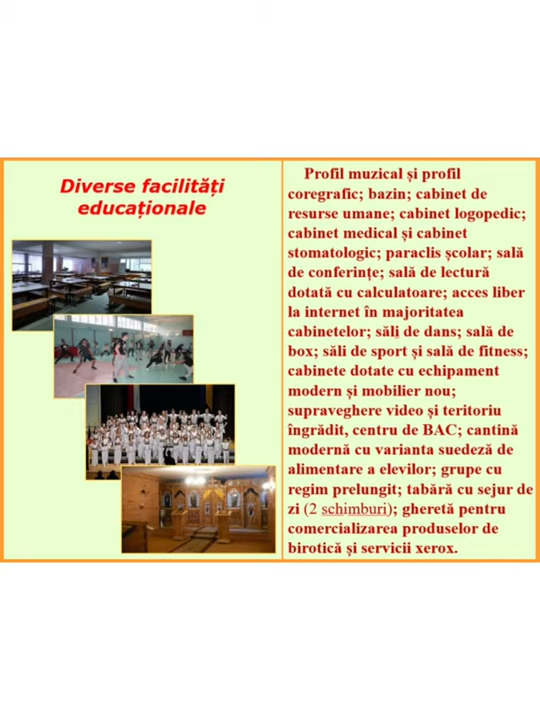 Diverse facilități
educaționale
Profil muzical și profil
coregrafic; bazin; cabinet de
resurse umane; cabinet logopedic;
cabinet medical și cabinet
stomatologic; paraclis școlar; sală
de conferințe; sală de lectură
dotată cu calculatoare; acces liber
la internet în majoritatea
cabinetelor; săli de dans; sală de
box; săli de sport și sală de fitness;
cabinete dotate cu echipament
modern și mobilier nou;
supraveghere video și teritoriu
îngrădit, centru de BAC; cantină
modernă cu varianta suedeză de
alimentare a elevilor; grupe cu
regim prelungit; tabără cu sejur de
zi (2 schimburi); gheretă pentru
comercializarea produselor de
birotică și servicii xerox.